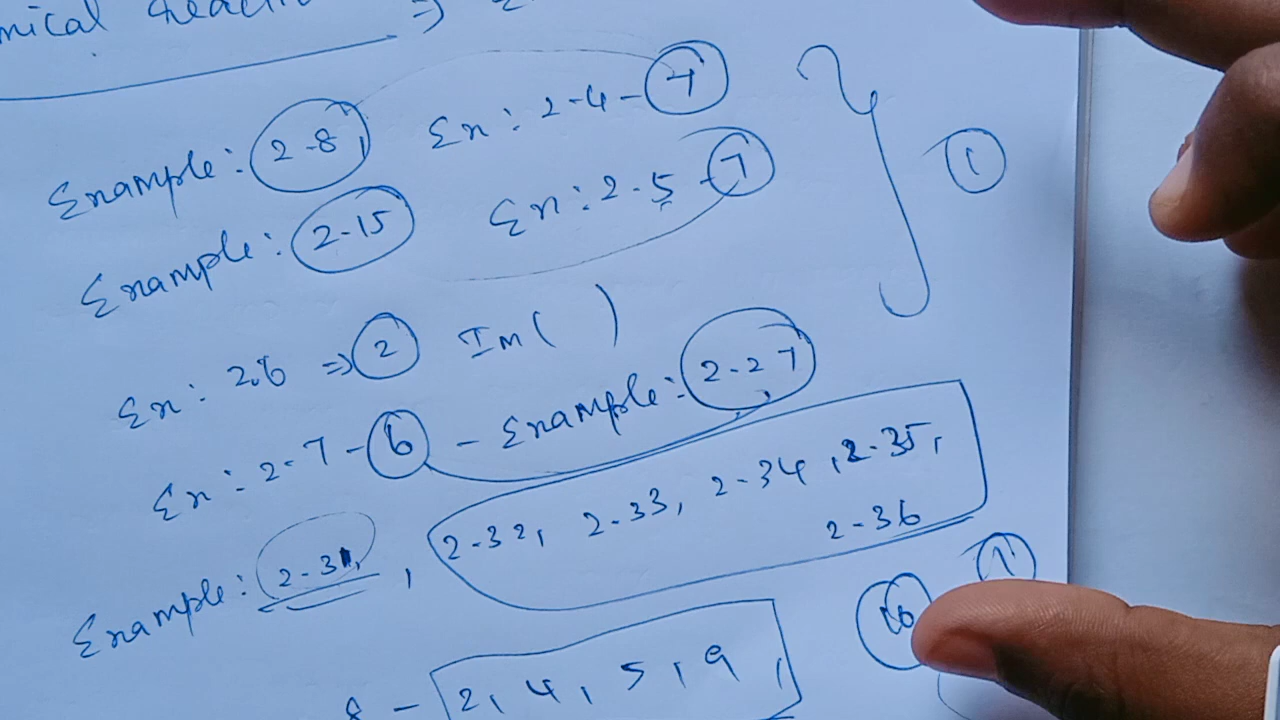 mical Reacti => E
Example: 2.8, Ex: 2.4 - 7
Example: 2.15 Ex: 2.5 - 7
1
Ex: 2.6 => 2 Im( )
Ex: 2.7 - 6 - Example: 2.27
Example: 2.31, 2.32, 2.33, 2.34, 2.35,
2.36
8 - 2, 4, 5, 9,